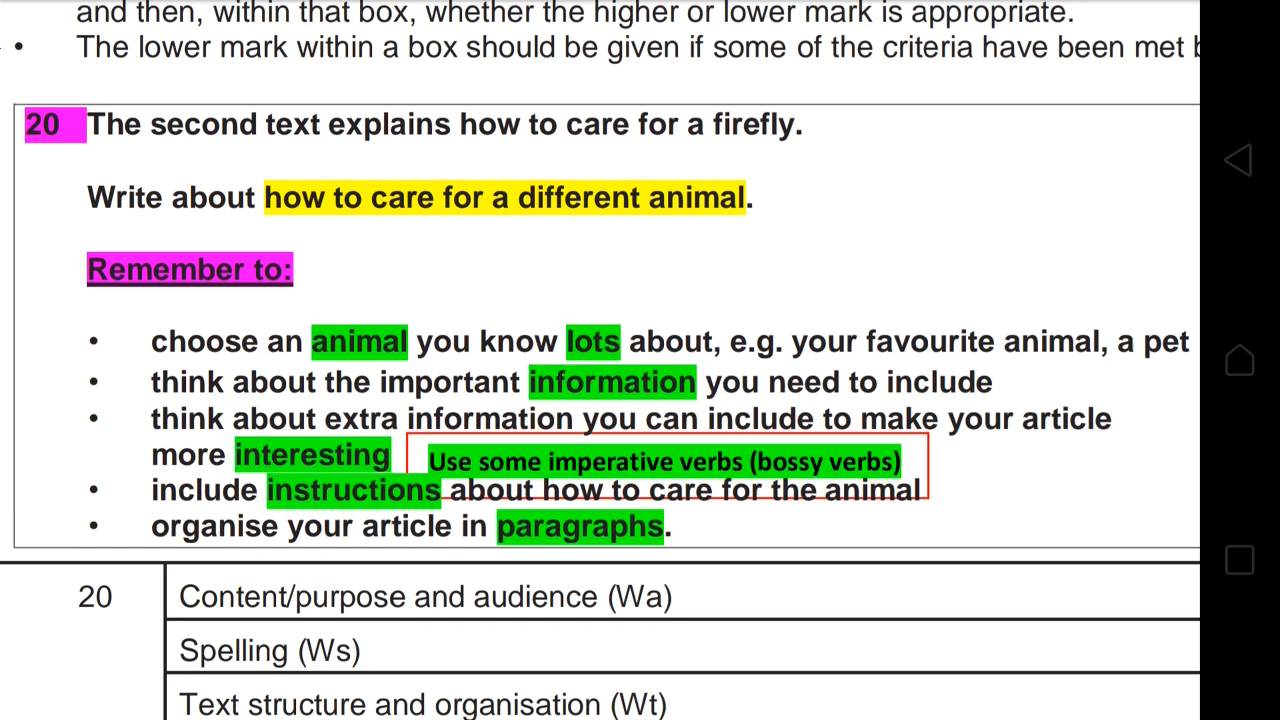 and then, within that box, whether the higher or lower mark is appropriate.
• The lower mark within a box should be given if some of the criteria have been met
20 The second text explains how to care for a firefly.
Write about how to care for a different animal.
Remember to:
• choose an animal you know lots about, e.g. your favourite animal, a pet
• think about the important information you need to include
• think about extra information you can include to make your article
more interesting
Use some imperative verbs (bossy verbs)
• include instructions about how to care for the animal
• organise your article in paragraphs.
20 Content/purpose and audience (Wa)
Spelling (Ws)
Text structure and organisation (Wt)